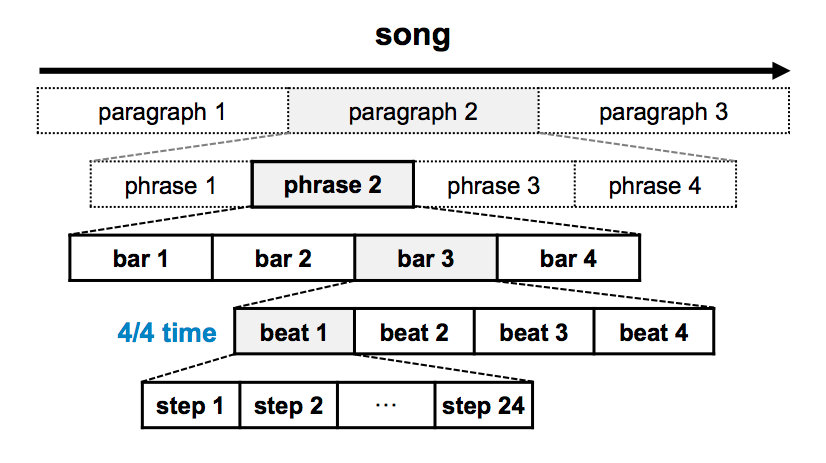 song
paragraph 1 paragraph 2 paragraph 3
phrase 1 phrase 2 phrase 3 phrase 4
bar 1 bar 2 bar 3 bar 4
4/4 time beat 1 beat 2 beat 3 beat 4
step 1 step 2 ··· step 24